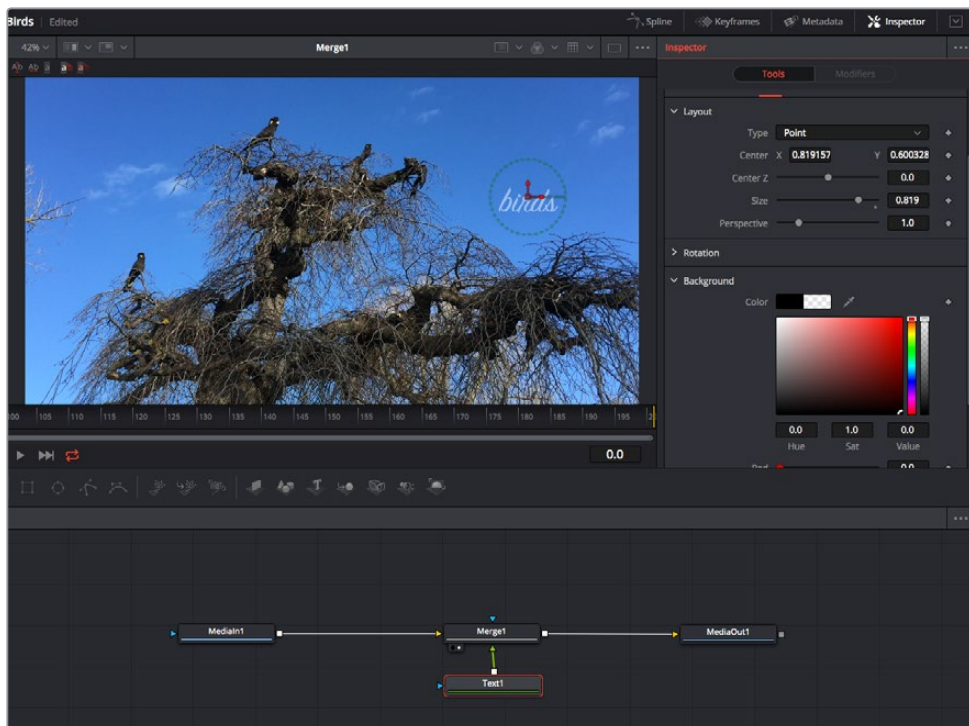 Birds Edited Spline Keyframes Metadata Inspector
42% Merge1 Inspector
Tools Modifiers
Layout
Type Point
Center X 0.819157 Y 0.600328
Center Z 0.0
Size 0.819
Perspective 1.0
birds
Rotation
Background
Color
100 105 110 115 120 125 130 135 140 145 150 155 160 165 170 175 180 185 190 195
0.0 1.0 0.0
Hue Sat Value
0.0
MediaIn1 Merge1 MediaOut1
Text1